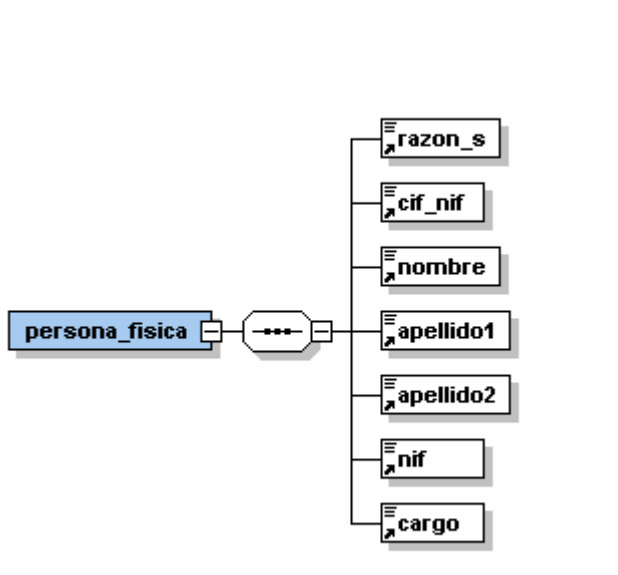 razon_s
cif_nif
nombre
persona_fisica
apellido1
apellido2
nif
cargo